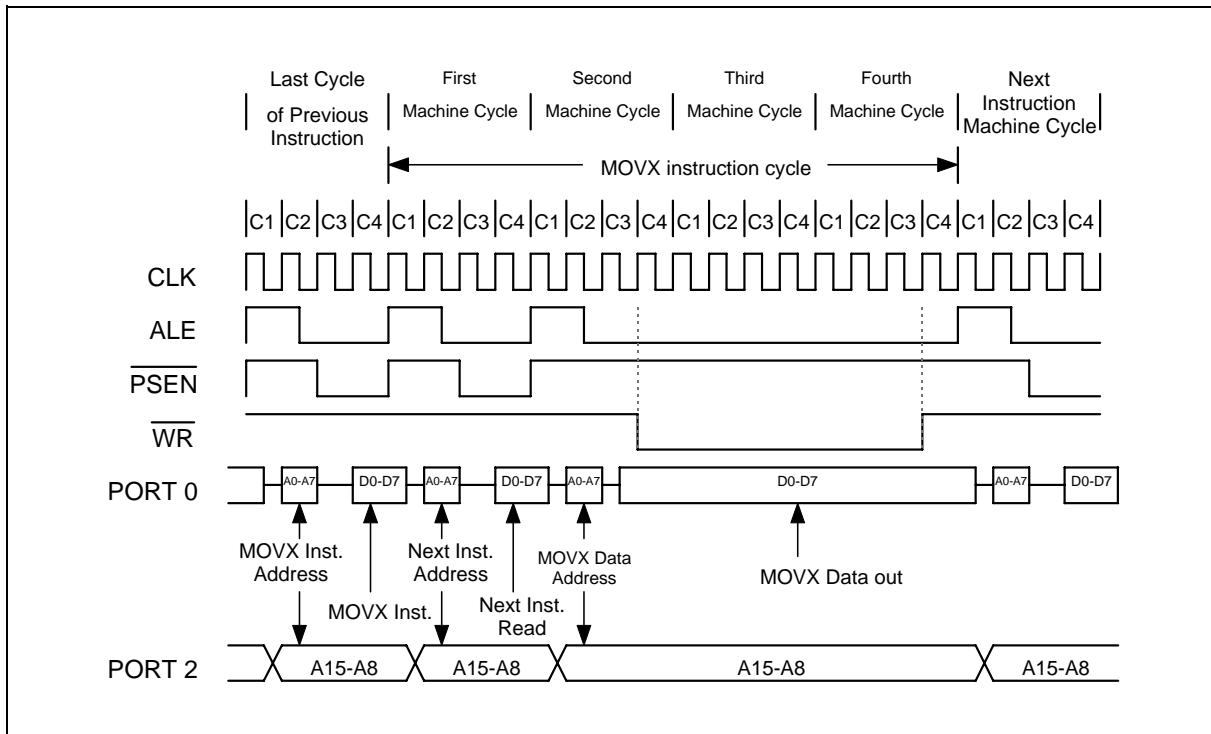 Last Cycle
of Previous
Instruction
First
Machine Cycle
Second
Machine Cycle
Third
Machine Cycle
Fourth
Machine Cycle
Next
Instruction
Machine Cycle
MOVX instruction cycle
C1 C2 C3 C4 C1 C2 C3 C4 C1 C2 C3 C4 C1 C2 C3 C4 C1 C2 C3 C4 C1 C2 C3 C4
CLK
ALE
PSEN
WR
PORT 0
A0-A7 D0-D7 A0-A7 D0-D7 A0-A7 D0-D7 A0-A7 D0-D7
MOVX Inst.
Address
MOVX Inst.
Next Inst.
Address
Next Inst.
Read
MOVX Data
Address
MOVX Data out
PORT 2
A15-A8 A15-A8 A15-A8 A15-A8